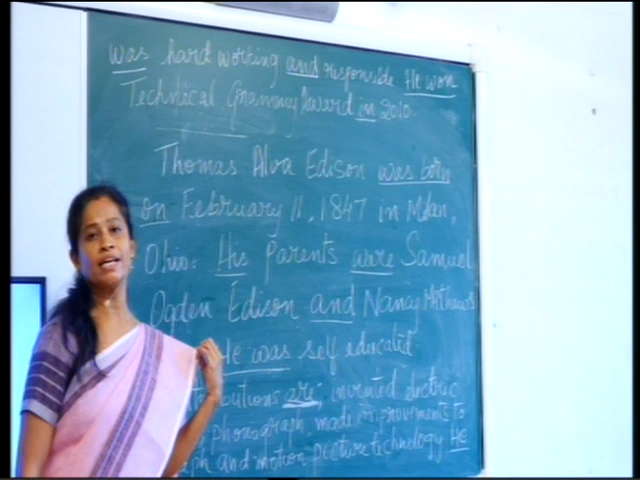 was hard working and responside He won
Technical Grammy Award in 2010.
Thomas Alva Edison was born
on February 11, 1847 in Milan,
Ohio. His Parents were Samuel
Ogden Edison and Nancy Mathews
He was self educated
are, invented electric
phonograph made improvements to
and motion picture technology He